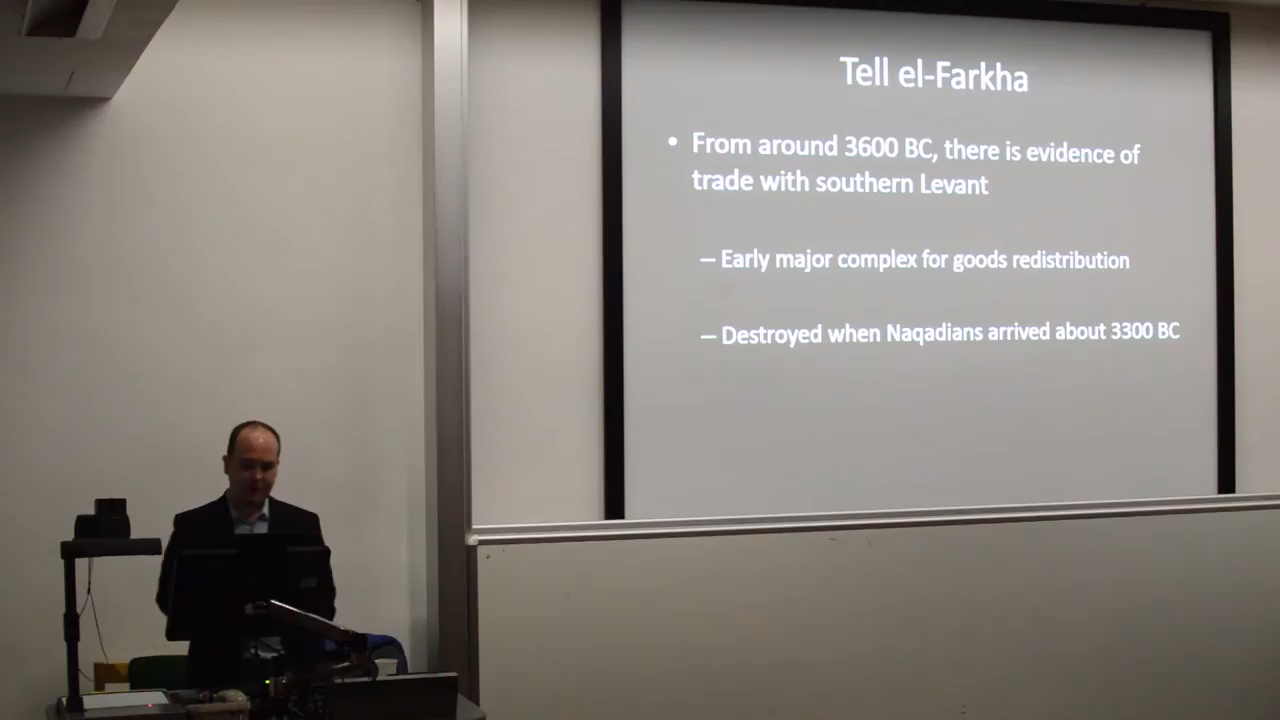 Tell el-Farkha
• From around 3600 BC, there is evidence of
trade with southern Levant
– Early major complex for goods redistribution
– Destroyed when Naqadians arrived about 3300 BC